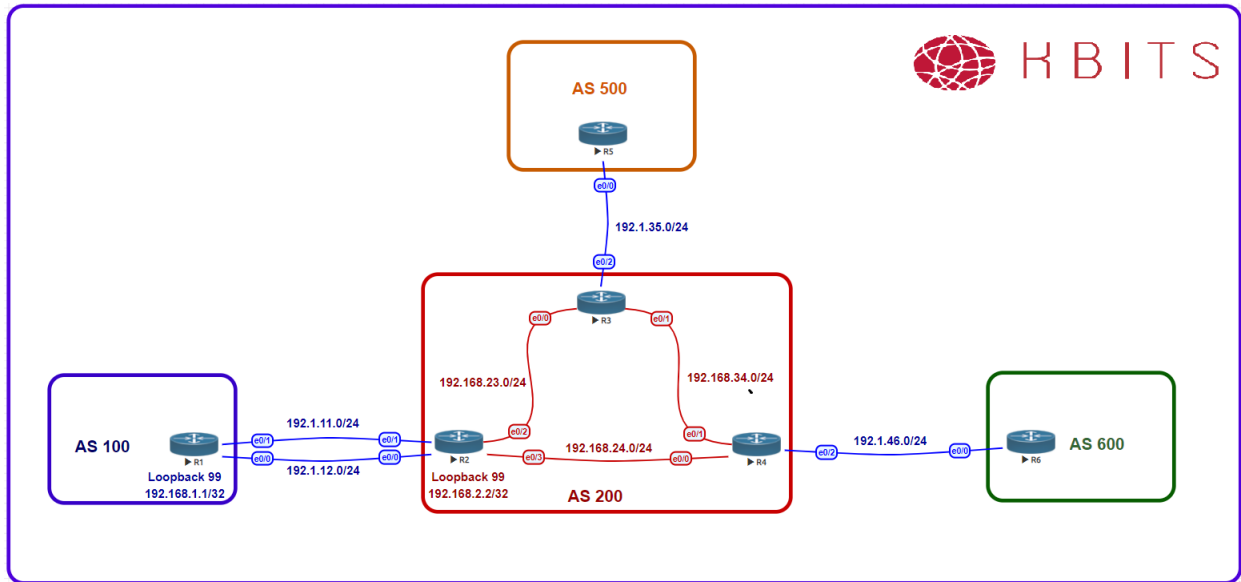 KBITS
AS 500
R5
e0/0
192.1.35.0/24
e0/2
R3
e0/0
e0/1
192.168.23.0/24
192.168.34.0/24
AS 100
R1
e0/1
e0/0
Loopback 99
192.168.1.1/32
192.1.11.0/24
192.1.12.0/24
e0/1
e0/0
R2
e0/2
e0/3
Loopback 99
192.168.2.2/32
192.168.24.0/24
AS 200
e0/1
e0/0
R4
e0/2
192.1.46.0/24
e0/0
R6
AS 600